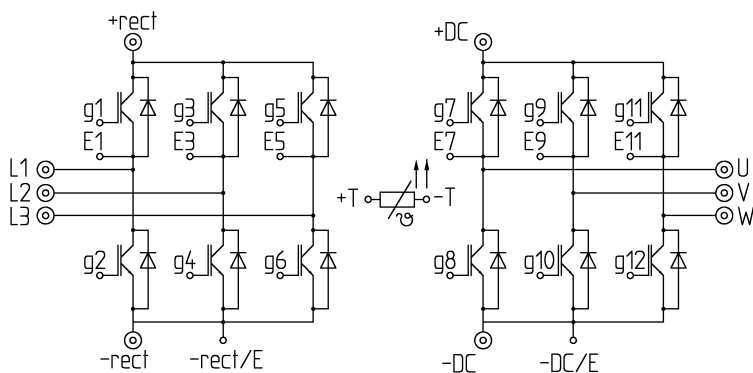 +rect +DC
g1 g3 g5 g7 g9 g11
E1 E3 E5 E7 E9 E11
L1 U
L2 +T -T V
L3 ϑ W
g2 g4 g6 g8 g10 g12
-rect -rect/E -DC -DC/E